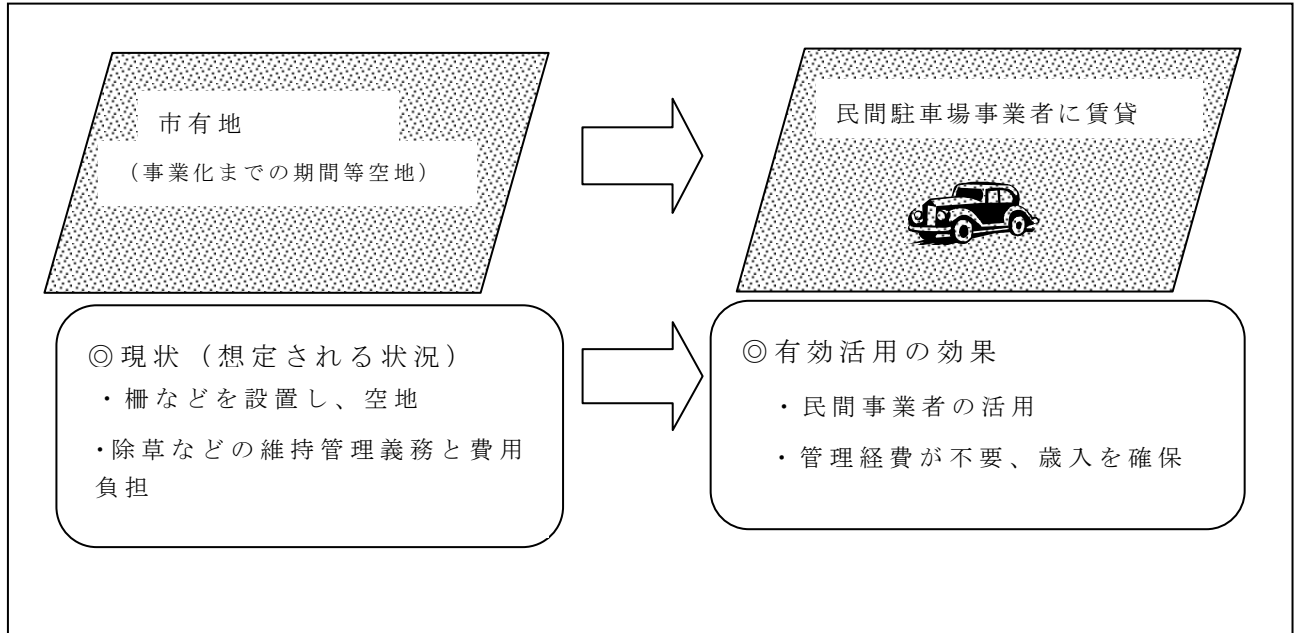 市有地
（事業化までの期間等空地）
民間駐車場事業者に賃貸
◎現状（想定される状況）
・柵などを設置し、空地
・除草などの維持管理義務と費用
負担
◎有効活用の効果
・民間事業者の活用
・管理経費が不要、歳入を確保